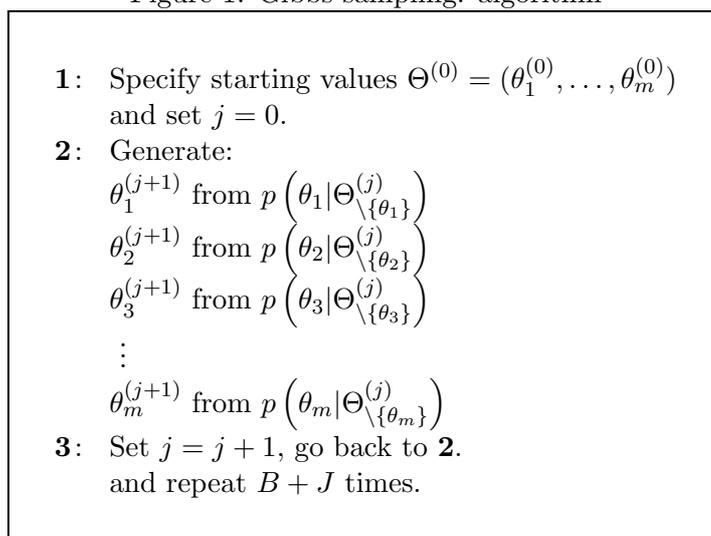 Figure 1: Gibbs sampling: algorithm
1: Specify starting values Θ^{(0)} = (θ_1^{(0)}, . . . , θ_m^{(0)})
and set j = 0.
2: Generate:
θ_1^{(j+1)} from p(θ_1|Θ^{(j)}_{\{θ_1}})
θ_2^{(j+1)} from p(θ_2|Θ^{(j)}_{\{θ_2}})
θ_3^{(j+1)} from p(θ_3|Θ^{(j)}_{\{θ_3}})
⋮
θ_m^{(j+1)} from p(θ_m|Θ^{(j)}_{\{θ_m}})
3: Set j = j + 1, go back to 2.
and repeat B + J times.